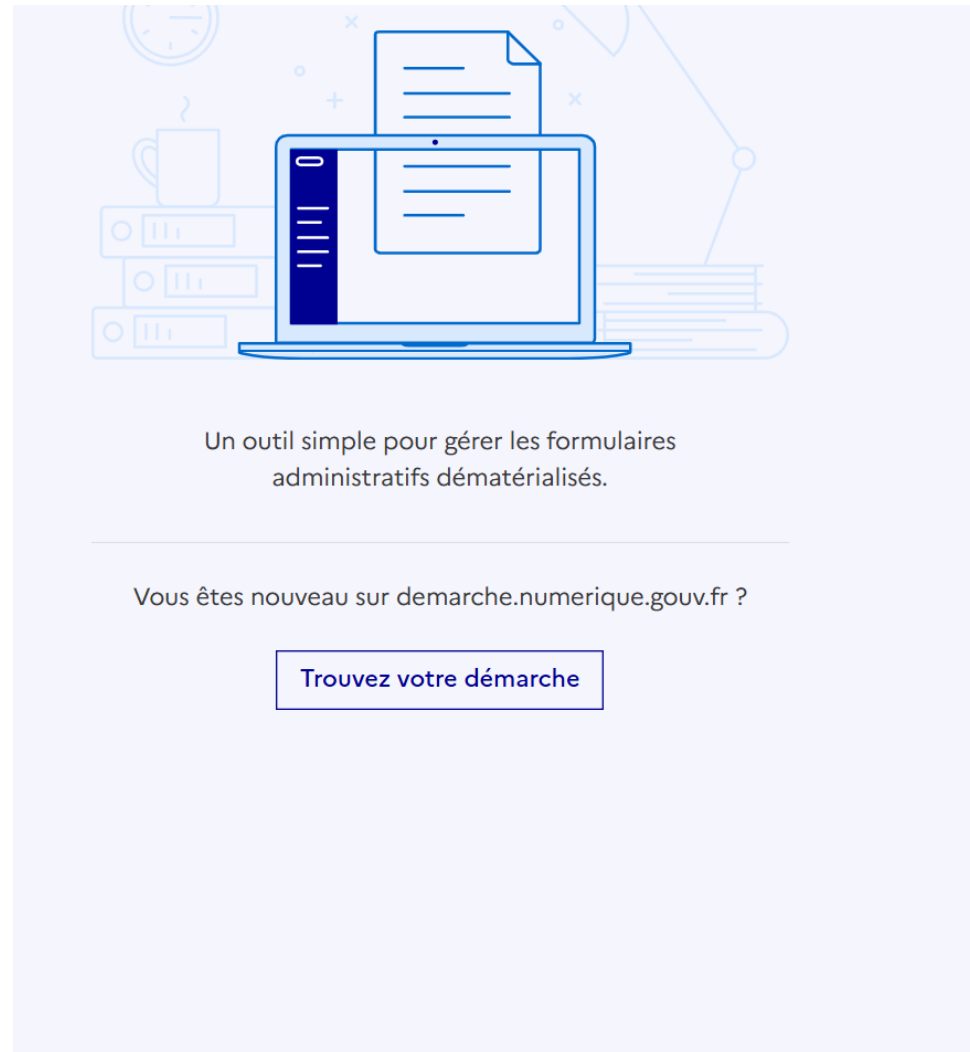 Un outil simple pour gérer les formulaires
administratifs dématérialisés.
Vous êtes nouveau sur demarche.numerique.gouv.fr ?
Trouvez votre démarche